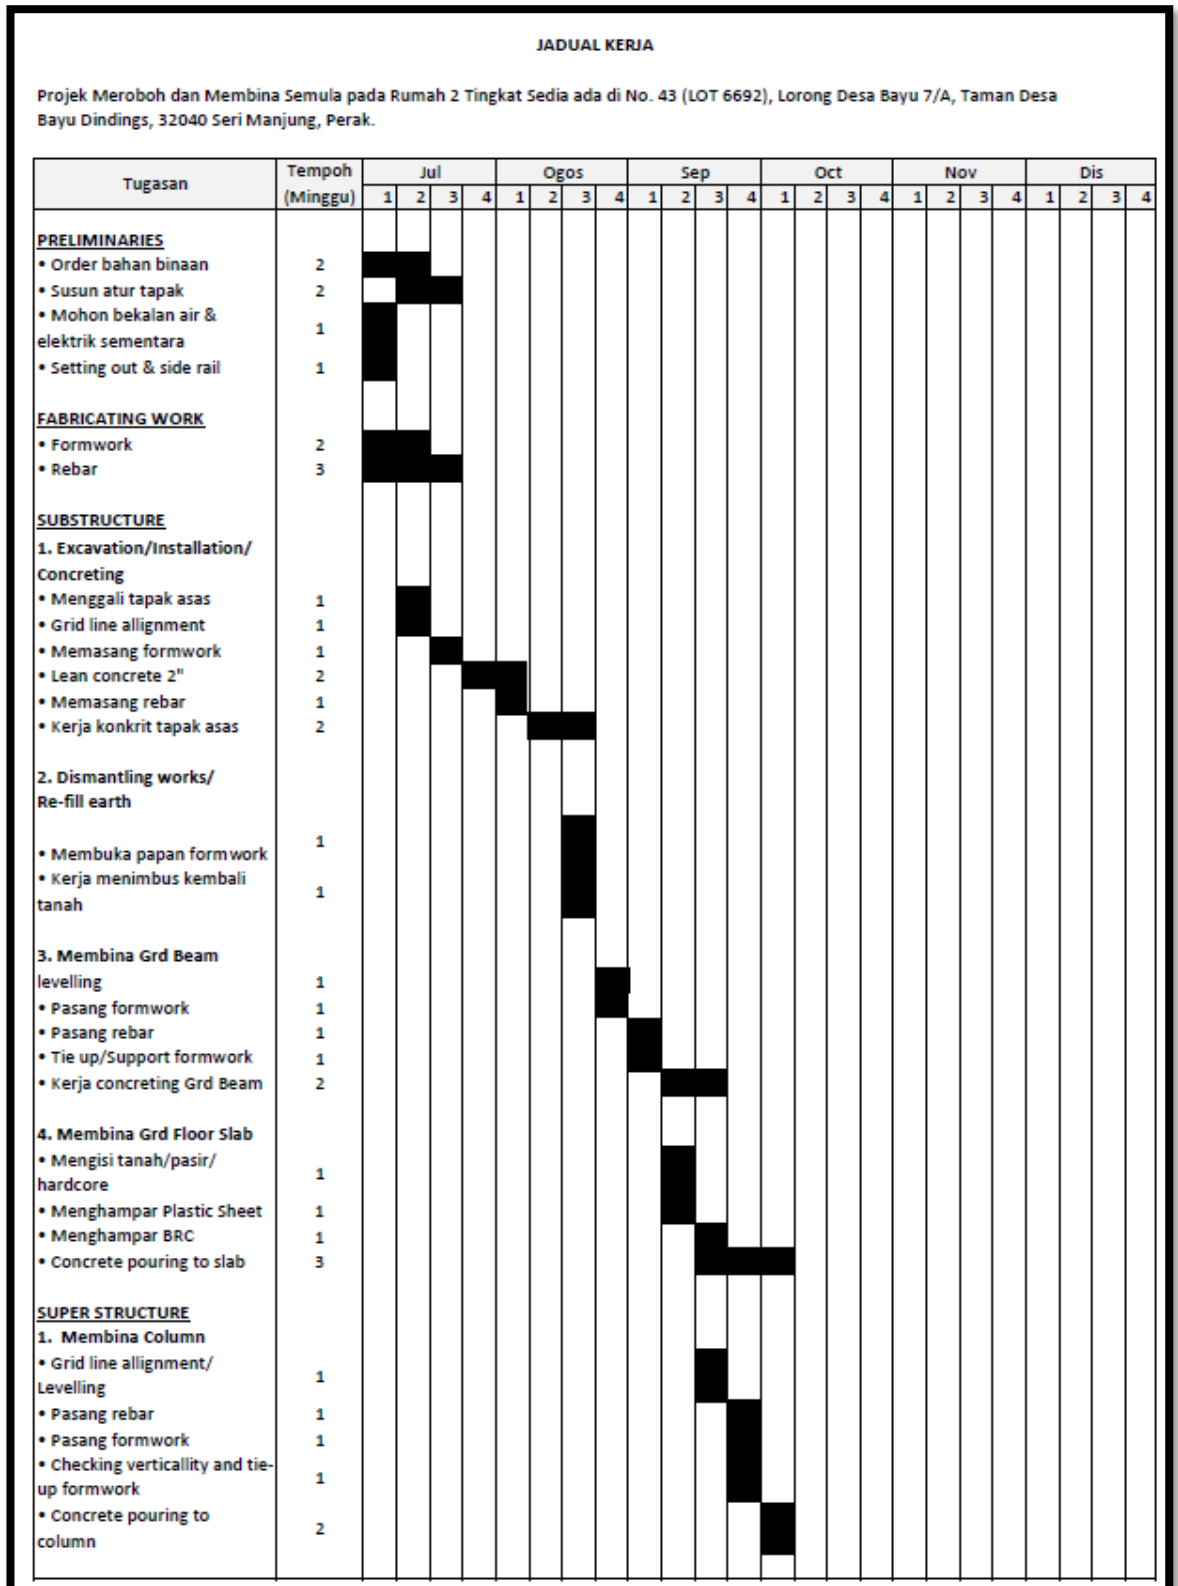 JADUAL KERJA
Projek Meroboh dan Membina Semula pada Rumah 2 Tingkat Sedia ada di No. 43 (LOT 6692), Lorong Desa Bayu 7/A, Taman Desa
Bayu Dindings, 32040 Seri Manjung, Perak.
Tugasan Tempoh Jul Ogos Sep Oct Nov Dis
(Minggu) 1 2 3 4 1 2 3 4 1 2 3 4 1 2 3 4 1 2 3 4 1 2 3 4
PRELIMINARIES
• Order bahan binaan 2
• Susun atur tapak 2
• Mohon bekalan air &
elektrik sementara 1
• Setting out & side rail 1
FABRICATING WORK
• Formwork 2
• Rebar 3
SUBSTRUCTURE
1. Excavation/Installation/
Concreting
• Menggali tapak asas 1
• Grid line allignment 1
• Memasang formwork 1
• Lean concrete 2" 2
• Memasang rebar 1
• Kerja konkrit tapak asas 2
2. Dismantling works/
Re-fill earth
• Membuka papan formwork 1
• Kerja menimbus kembali
tanah 1
3. Membina Grd Beam
levelling 1
• Pasang formwork 1
• Pasang rebar 1
• Tie up/Support formwork 1
• Kerja concreting Grd Beam 2
4. Membina Grd Floor Slab
• Mengisi tanah/pasir/
hardcore 1
• Menghampar Plastic Sheet 1
• Menghampar BRC 1
• Concrete pouring to slab 3
SUPER STRUCTURE
1. Membina Column
• Grid line allignment/
Levelling 1
• Pasang rebar 1
• Pasang formwork 1
• Checking verticallity and tie-
up formwork 1
• Concrete pouring to
column 2